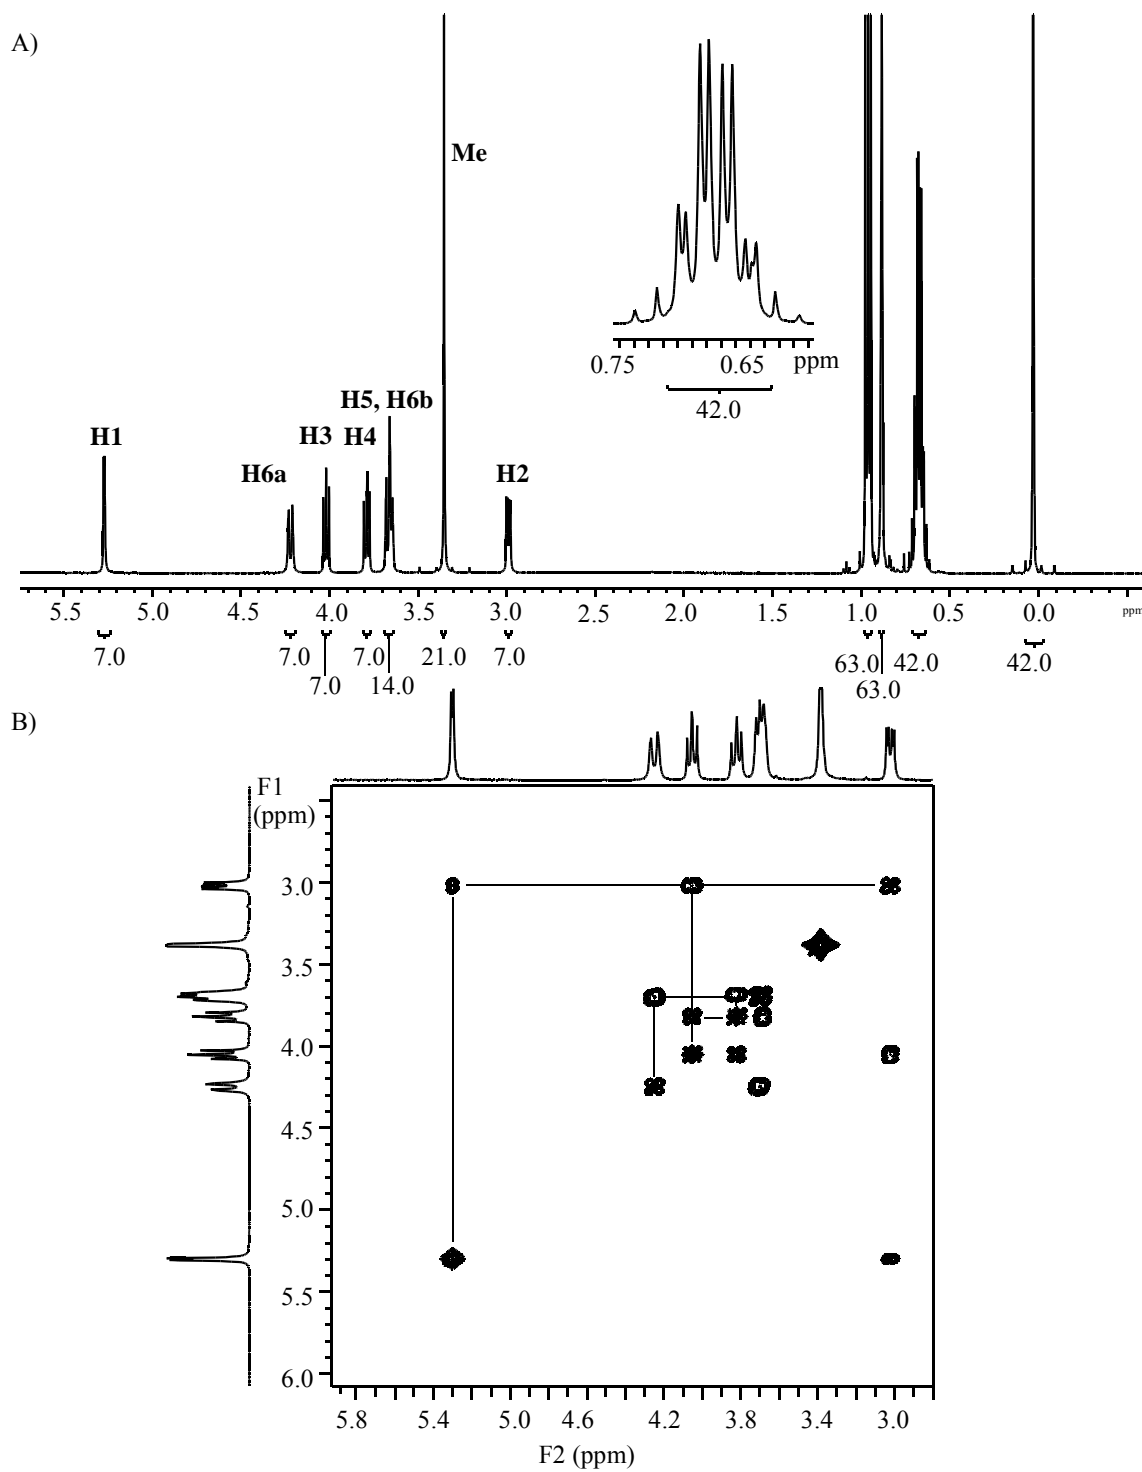 A)
Me
0.75 0.65 ppm
42.0
H5, H6b
H1 H3 H4
H6a H2
5.5 5.0 4.5 4.0 3.5 3.0 2.5 2.0 1.5 1.0 0.5 0.0 ppm
7.0 7.0 7.0 21.0 7.0 63.0 42.0 42.0
7.0 14.0 63.0
B)
F1
(ppm)
3.0
3.5
4.0
4.5
5.0
5.5
6.0
5.8 5.4 5.0 4.6 4.2 3.8 3.4 3.0
F2 (ppm)